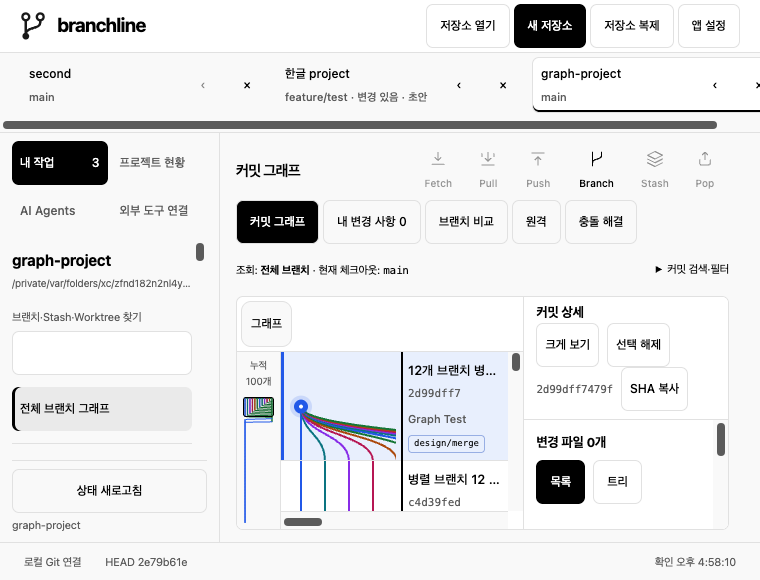 branchline
저장소 열기
새 저장소
저장소 복제
앱 설정
second
main
한글 project
feature/test · 변경 있음 · 초안
graph-project
main
내 작업 3
프로젝트 현황
AI Agents
외부 도구 연결
graph-project
/private/var/folders/xc/zfnd182n2nl4y...
브랜치·Stash·Worktree 찾기
전체 브랜치 그래프
상태 새로고침
graph-project
커밋 그래프
Fetch
Pull
Push
Branch
Stash
Pop
커밋 그래프
내 변경 사항 0
브랜치 비교
원격
충돌 해결
조회: 전체 브랜치 · 현재 체크아웃: main
▶ 커밋 검색·필터
그래프
누적
100개
12개 브랜치 병...
2d99dff7
Graph Test
design/merge
병렬 브랜치 12 ...
c4d39fed
커밋 상세
크게 보기
선택 해제
2d99dff7479f
SHA 복사
변경 파일 0개
목록
트리
로컬 Git 연결
HEAD 2e79b61e
확인 오후 4:58:10